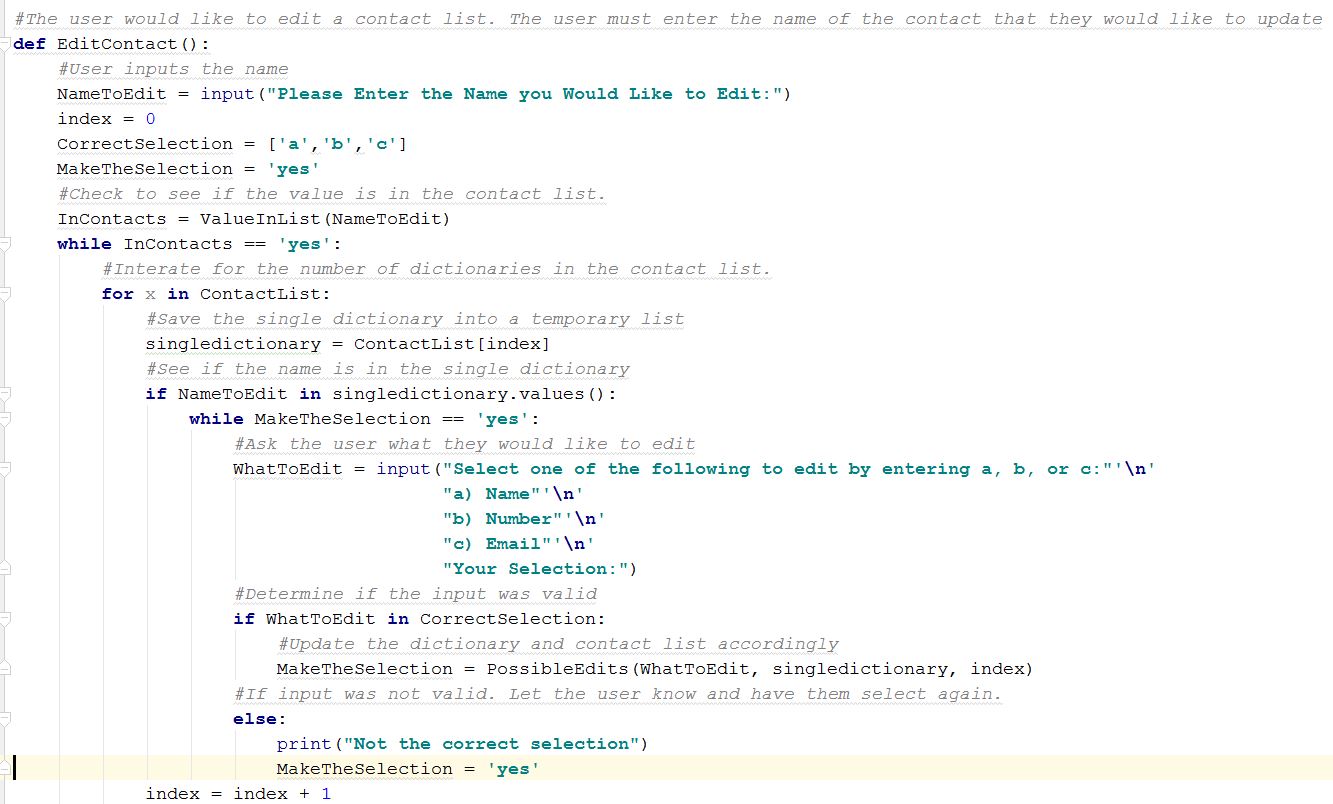 #The user would like to edit a contact list. The user must enter the name of the contact that they would like to update
def EditContact():
    #User inputs the name
    NameToEdit = input("Please Enter the Name you Would Like to Edit:")
    index = 0
    CorrectSelection = ['a','b','c']
    MakeTheSelection = 'yes'
    #Check to see if the value is in the contact list.
    InContacts = ValueInList(NameToEdit)
    while InContacts == 'yes':
        #Interate for the number of dictionaries in the contact list.
        for x in ContactList:
            #Save the single dictionary into a temporary list
            singledictionary = ContactList[index]
            #See if the name is in the single dictionary
            if NameToEdit in singledictionary.values():
                while MakeTheSelection == 'yes':
                    #Ask the user what they would like to edit
                    WhatToEdit = input("Select one of the following to edit by entering a, b, or c:"'\n'
                                       "a) Name"'\n'
                                       "b) Number"'\n'
                                       "c) Email"'\n'
                                       "Your Selection:")
                    #Determine if the input was valid
                    if WhatToEdit in CorrectSelection:
                        #Update the dictionary and contact list accordingly
                        MakeTheSelection = PossibleEdits(WhatToEdit, singledictionary, index)
                    #If input was not valid. Let the user know and have them select again.
                    else:
                        print("Not the correct selection")
                        MakeTheSelection = 'yes'
            index = index + 1